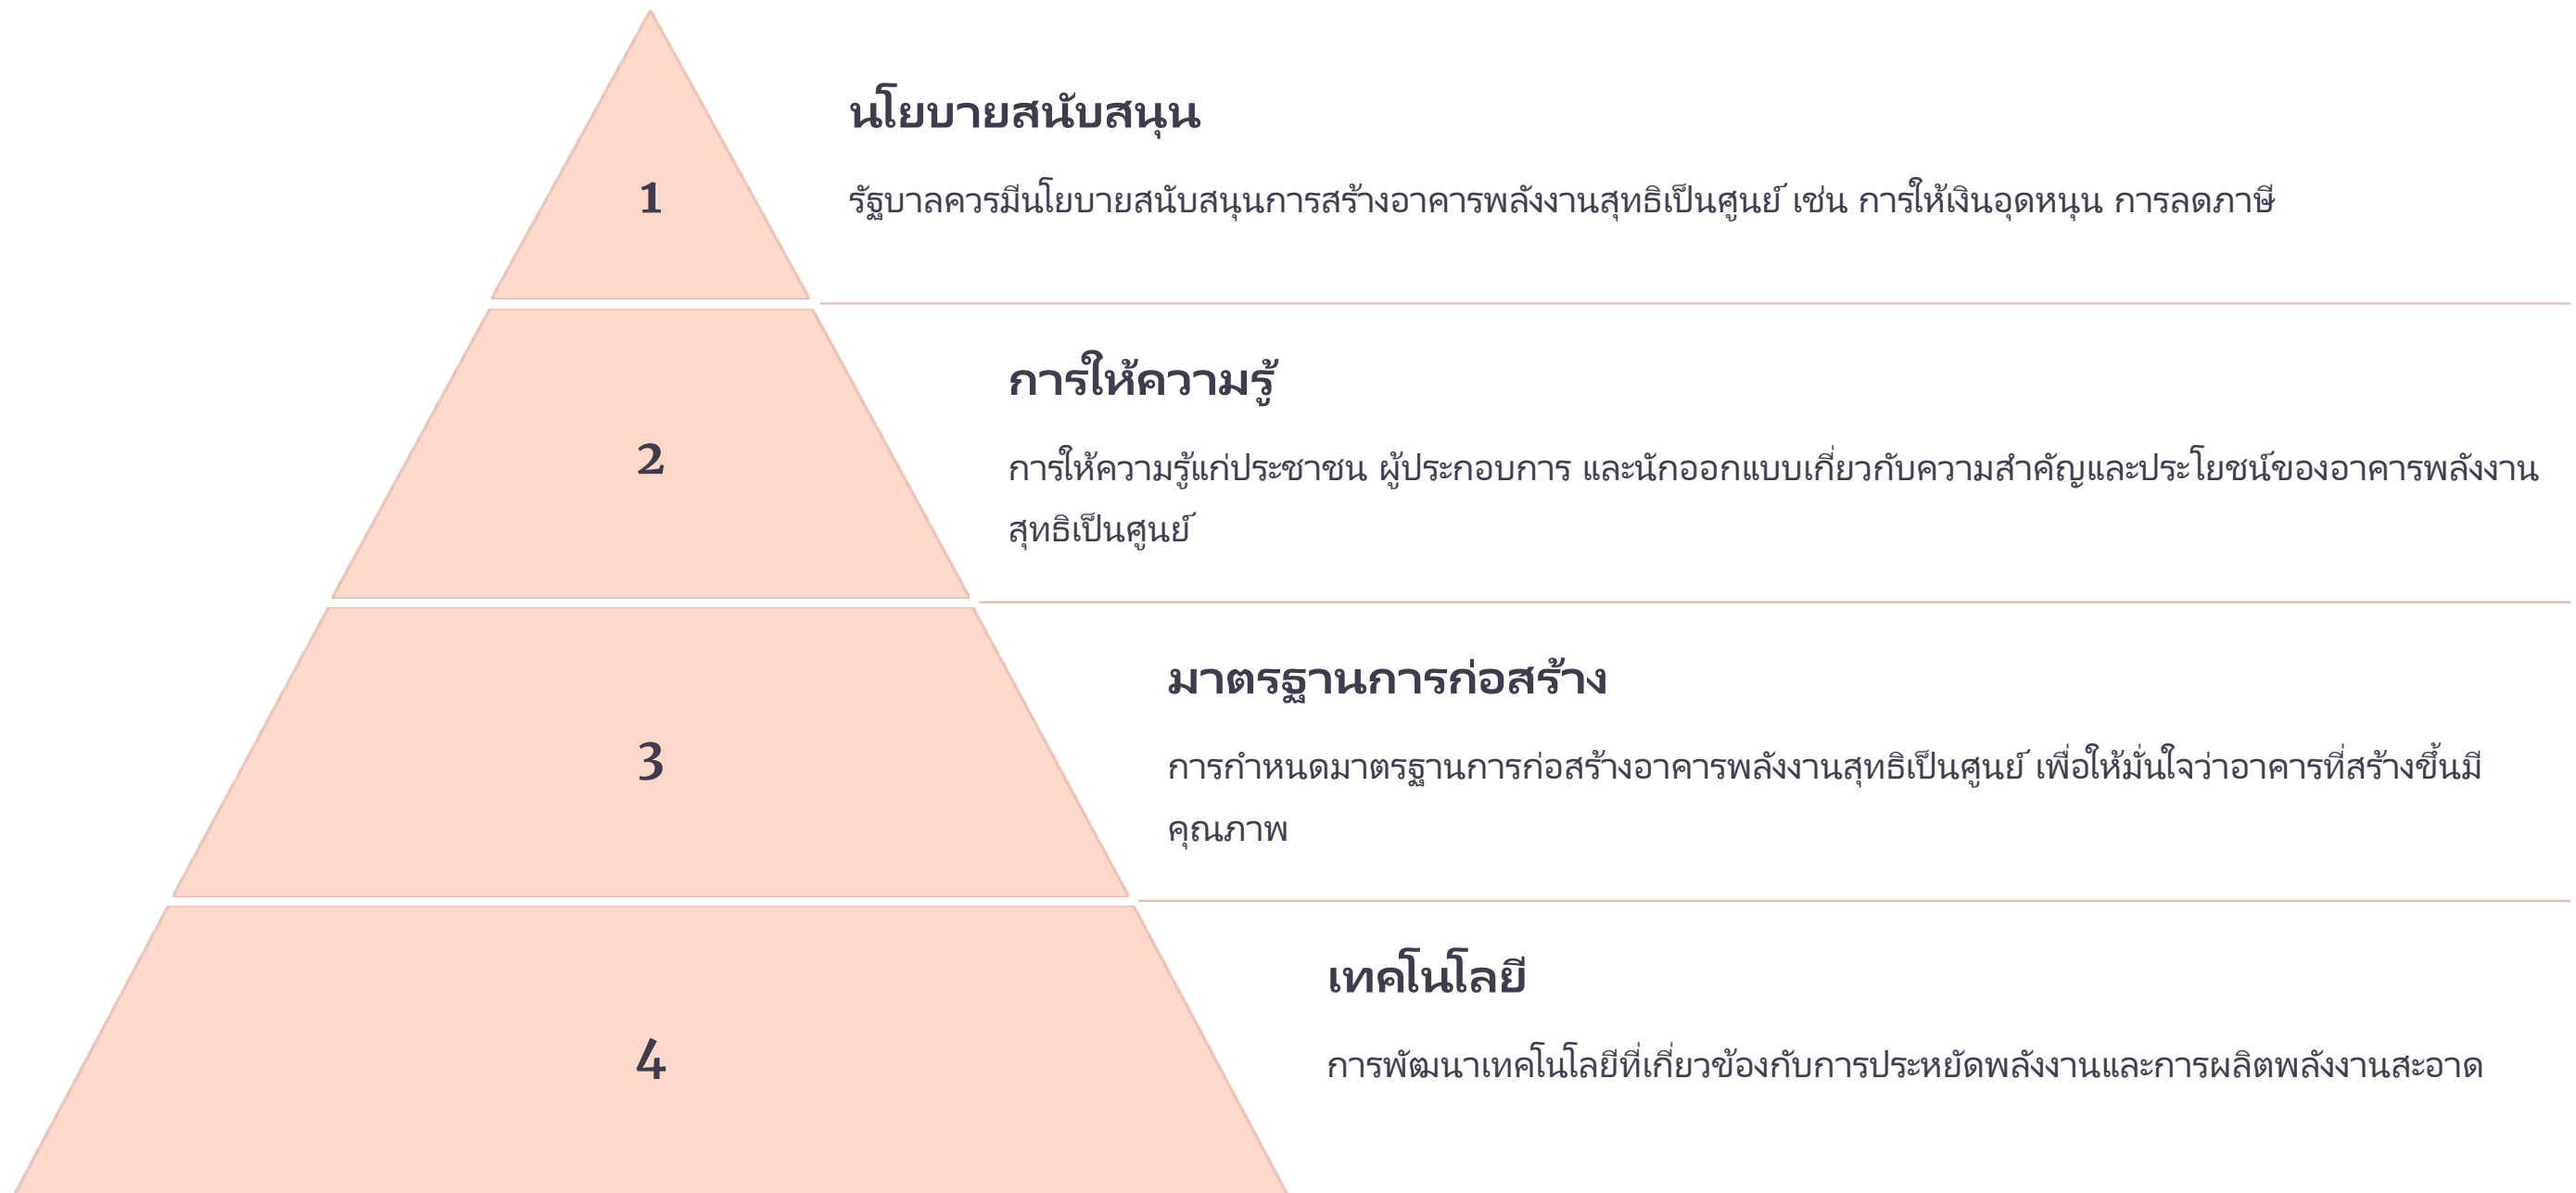 1
นโยบายสนับสนุน
รัฐบาลควรมีนโยบายสนับสนุนการสร้างอาคารพลังงานสุทธิเป็นศูนย์ เช่น การให้เงินอุดหนุน การลดภาษี
2
การให้ความรู้
การให้ความรู้แก่ประชาชน ผู้ประกอบการ และนักออกแบบเกี่ยวกับความสำคัญและประโยชน์ของอาคารพลังงาน
สุทธิเป็นศูนย์
3
มาตรฐานการก่อสร้าง
การกำหนดมาตรฐานการก่อสร้างอาคารพลังงานสุทธิเป็นศูนย์ เพื่อให้มั่นใจว่าอาคารที่สร้างขึ้นมี
คุณภาพ
4
เทคโนโลยี
การพัฒนาเทคโนโลยีที่เกี่ยวข้องกับการประหยัดพลังงานและการผลิตพลังงานสะอาด